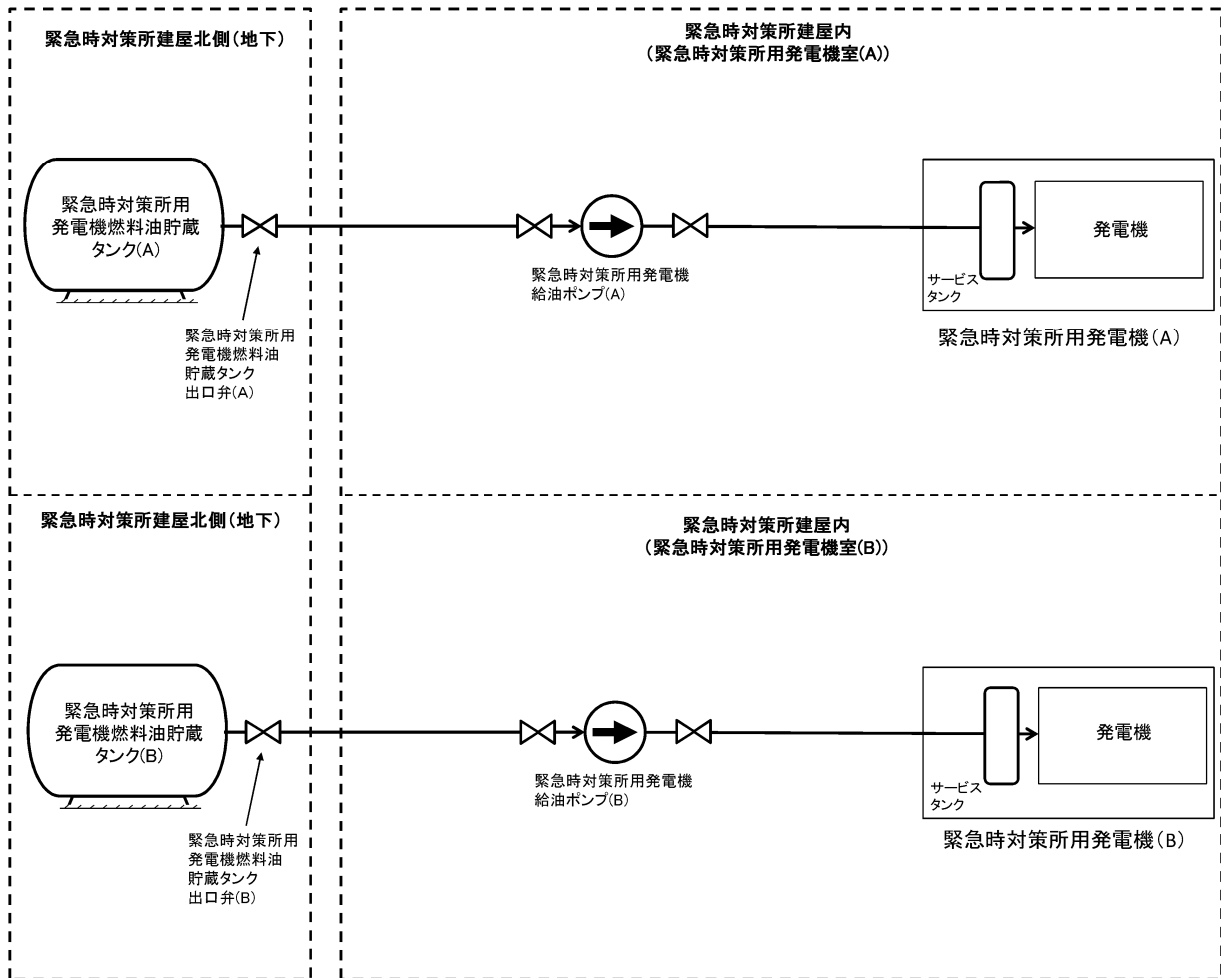 緊急時対策所建屋北側（地下）
緊急時対策所建屋内
（緊急時対策所用発電機室(A)）
緊急時対策所用
発電機燃料油貯蔵
タンク(A)
緊急時対策所用
発電機燃料油
貯蔵タンク
出口弁(A)
緊急時対策所用発電機
給油ポンプ(A)
サービス
タンク
発電機
緊急時対策所用発電機（A）
緊急時対策所建屋北側（地下）
緊急時対策所建屋内
（緊急時対策所用発電機室(B)）
緊急時対策所用
発電機燃料油貯蔵
タンク(B)
緊急時対策所用
発電機燃料油
貯蔵タンク
出口弁(B)
緊急時対策所用発電機
給油ポンプ(B)
サービス
タンク
発電機
緊急時対策所用発電機（B）